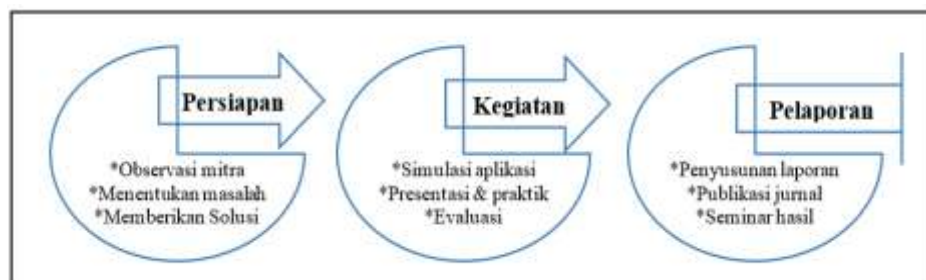 Persiapan
*Observasi mitra
*Menentukan masalah
*Memberikan Solusi
Kegiatan
*Simulasi aplikasi
*Presentasi & praktik
*Evaluasi
Pelaporan
*Penyusunan laporan
*Publikasi jurnal
*Seminar hasil